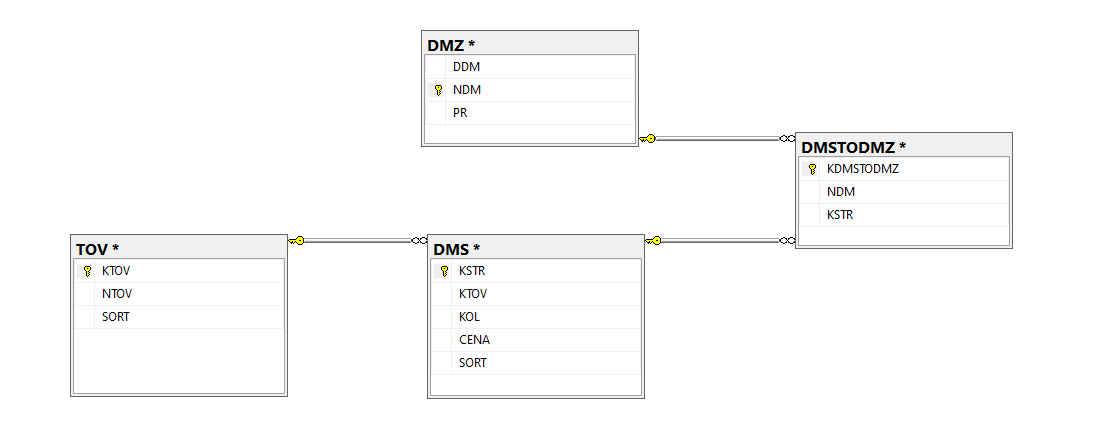 DMZ *
DDM
NDM
PR
DMSTODMZ *
KDMSTODMZ
NDM
KSTR
TOV *
KTOV
NTOV
SORT
DMS *
KSTR
KTOV
KOL
CENA
SORT